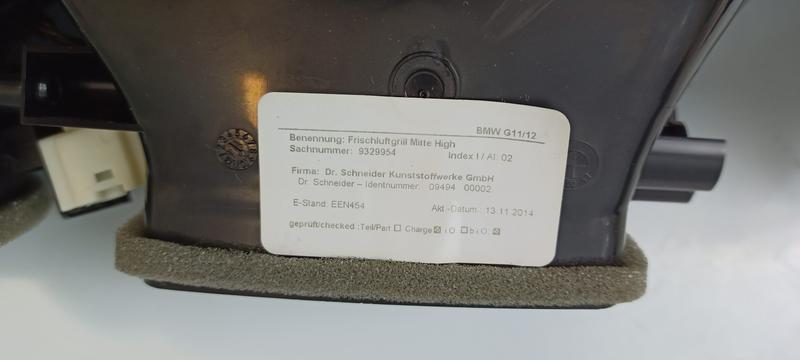 BMW G11/12
Benennung: Frischluftgrill Mitte High
Sachnummer: 9329954 Index I / AI: 02
Firma: Dr. Schneider Kunststoffwerke GmbH
Dr. Schneider – Identnummer: 09494 00002
E-Stand: EEN454 Akt.-Datum: 13.11.2014
geprüft/checked :Teil/Part ☐ Charge ☒ i.O. ☐ b.i.O. ☒